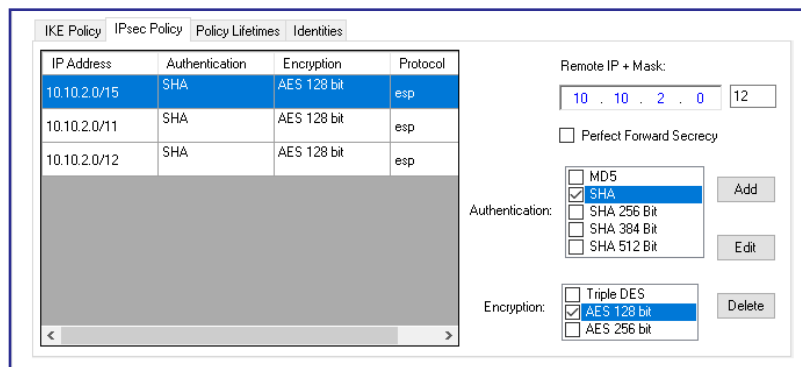 IKE Policy IPsec Policy Policy Lifetimes Identities
IP Address Authentication Encryption Protocol
10.10.2.0/15 SHA AES 128 bit esp
10.10.2.0/11 SHA AES 128 bit esp
10.10.2.0/12 SHA AES 128 bit esp
Remote IP + Mask:
10 . 10 . 2 . 0 12
Perfect Forward Secrecy
Authentication:
MD5
SHA
SHA 256 Bit
SHA 384 Bit
SHA 512 Bit
Add
Edit
Encryption:
Triple DES
AES 128 bit
AES 256 bit
Delete